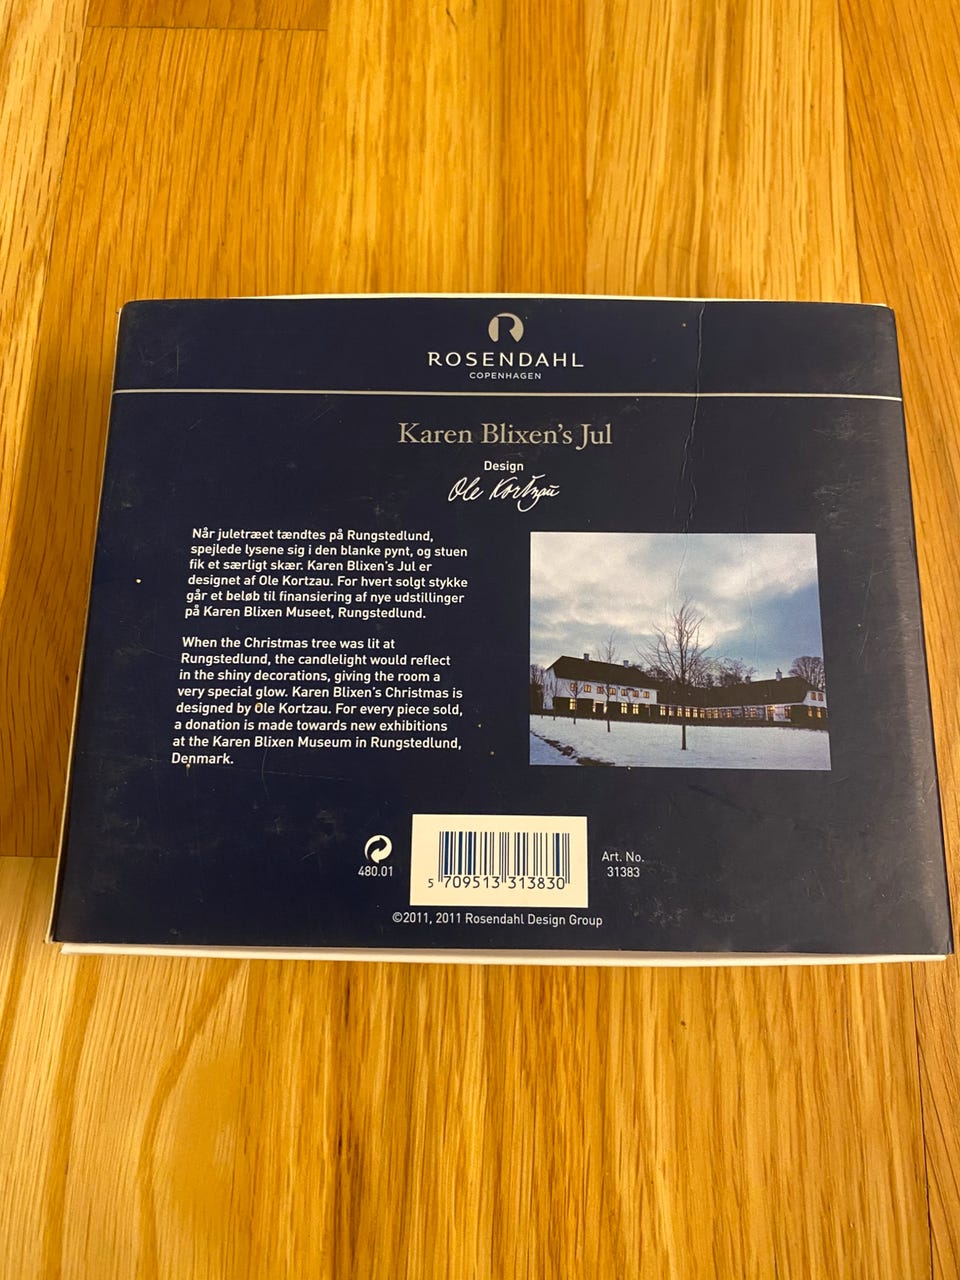 ROSENDAHL
COPENHAGEN
Karen Blixen's Jul
Design
Ole Kortzau
Når juletræet tændtes på Rungstedlund,
spejlede lysene sig i den blanke pynt, og stuen
fik et særligt skær. Karen Blixen's Jul er
designet af Ole Kortzau. For hvert solgt stykke
går et beløb til finansiering af nye udstillinger
på Karen Blixen Museet, Rungstedlund.
When the Christmas tree was lit at
Rungstedlund, the candlelight would reflect
in the shiny decorations, giving the room a
very special glow. Karen Blixen's Christmas is
designed by Ole Kortzau. For every piece sold,
a donation is made towards new exhibitions
at the Karen Blixen Museum in Rungstedlund,
Denmark.
480.01
5 709513 313830
Art. No.
31383
©2011, 2011 Rosendahl Design Group